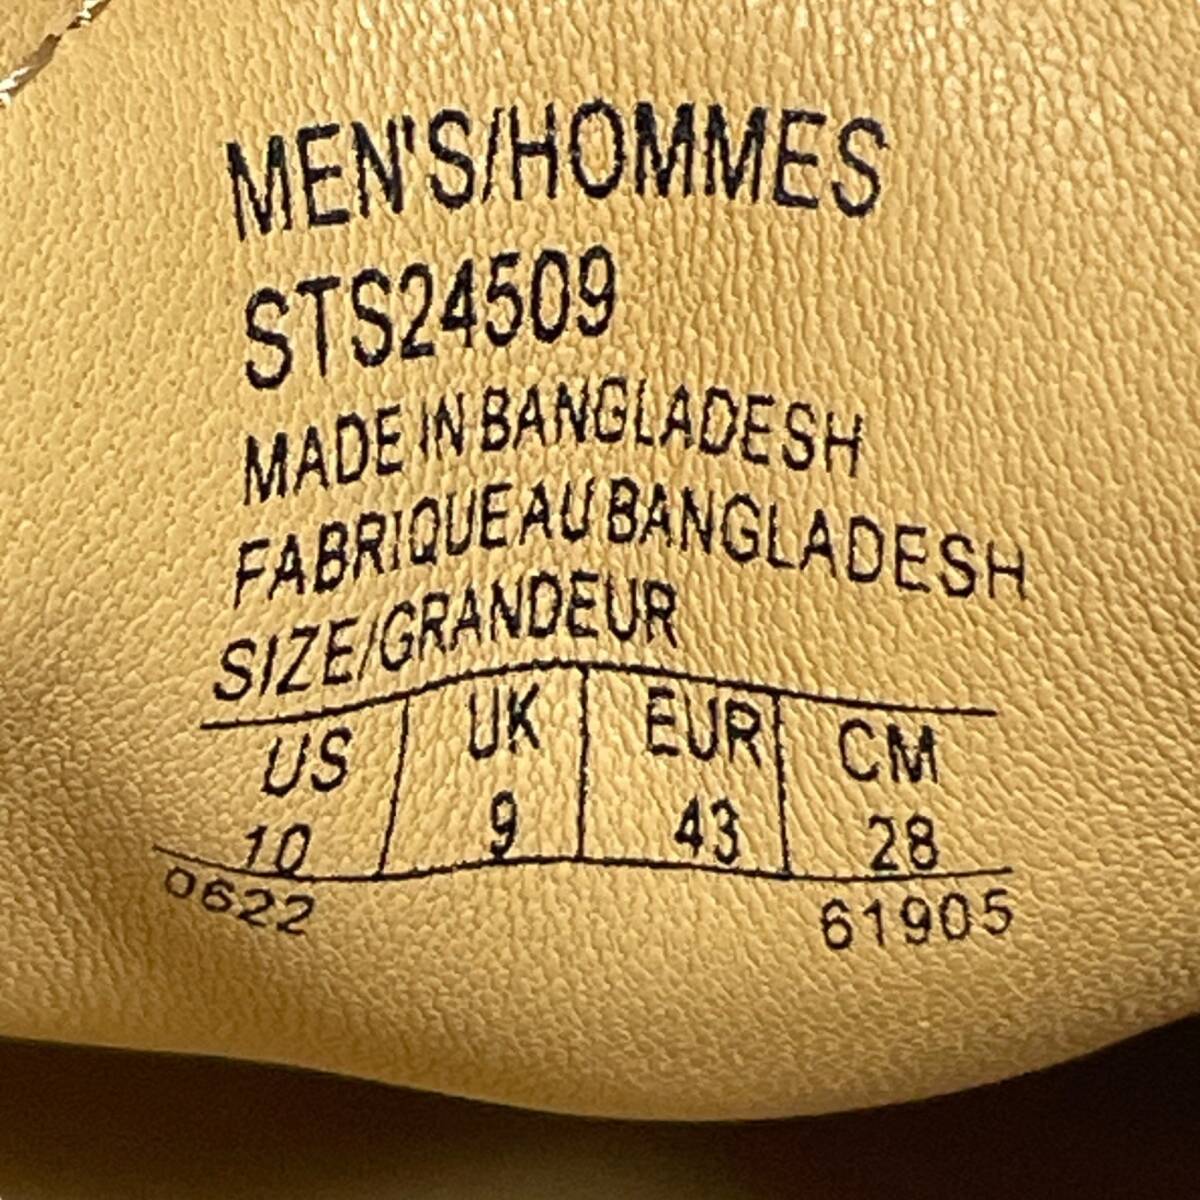 MEN'S/HOMMES
STS24509
MADE IN BANGLADESH
FABRIQUE AU BANGLADESH
SIZE/GRANDEUR
US UK EUR CM
10 9 43 28
0622 61905